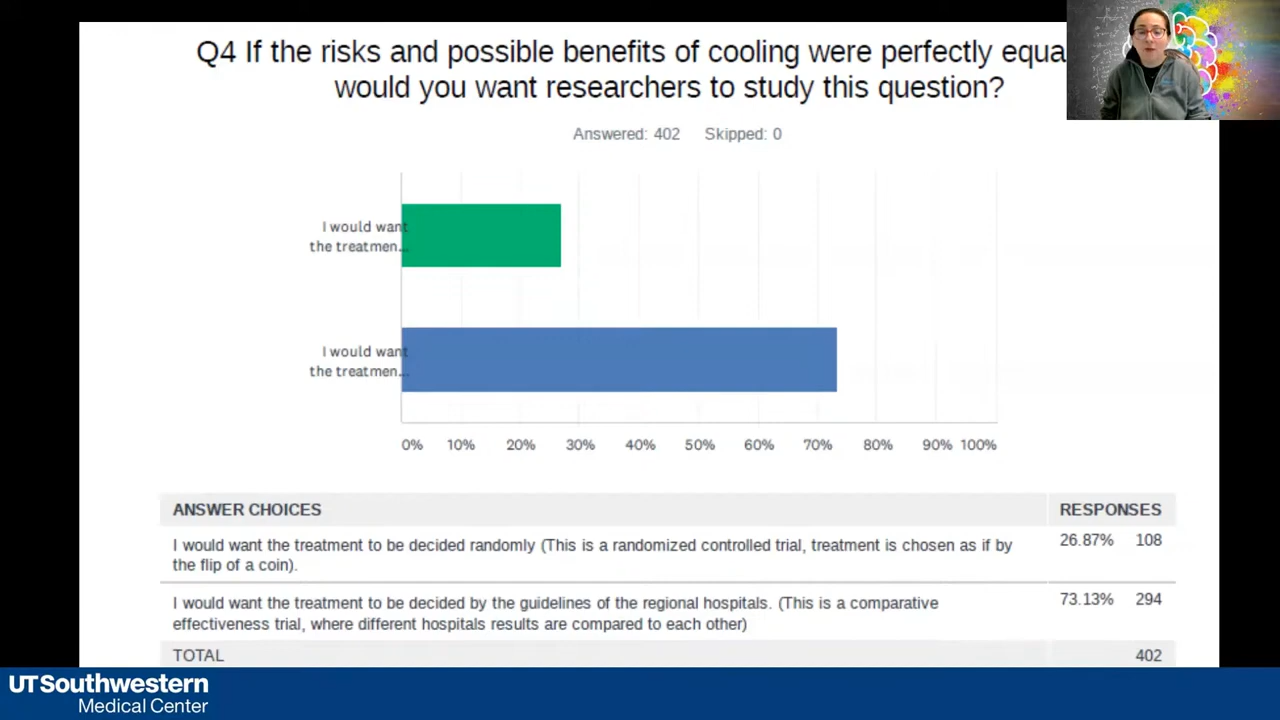 Q4 If the risks and possible benefits of cooling were perfectly equa
would you want researchers to study this question?
Answered: 402 Skipped: 0
I would want
the treatmen...
I would want
the treatmen...
0% 10% 20% 30% 40% 50% 60% 70% 80% 90% 100%
ANSWER CHOICES RESPONSES
I would want the treatment to be decided randomly (This is a randomized controlled trial, treatment is chosen as if by 26.87% 108
the flip of a coin).
I would want the treatment to be decided by the guidelines of the regional hospitals. (This is a comparative 73.13% 294
effectiveness trial, where different hospitals results are compared to each other)
TOTAL 402
UTSouthwestern
Medical Center